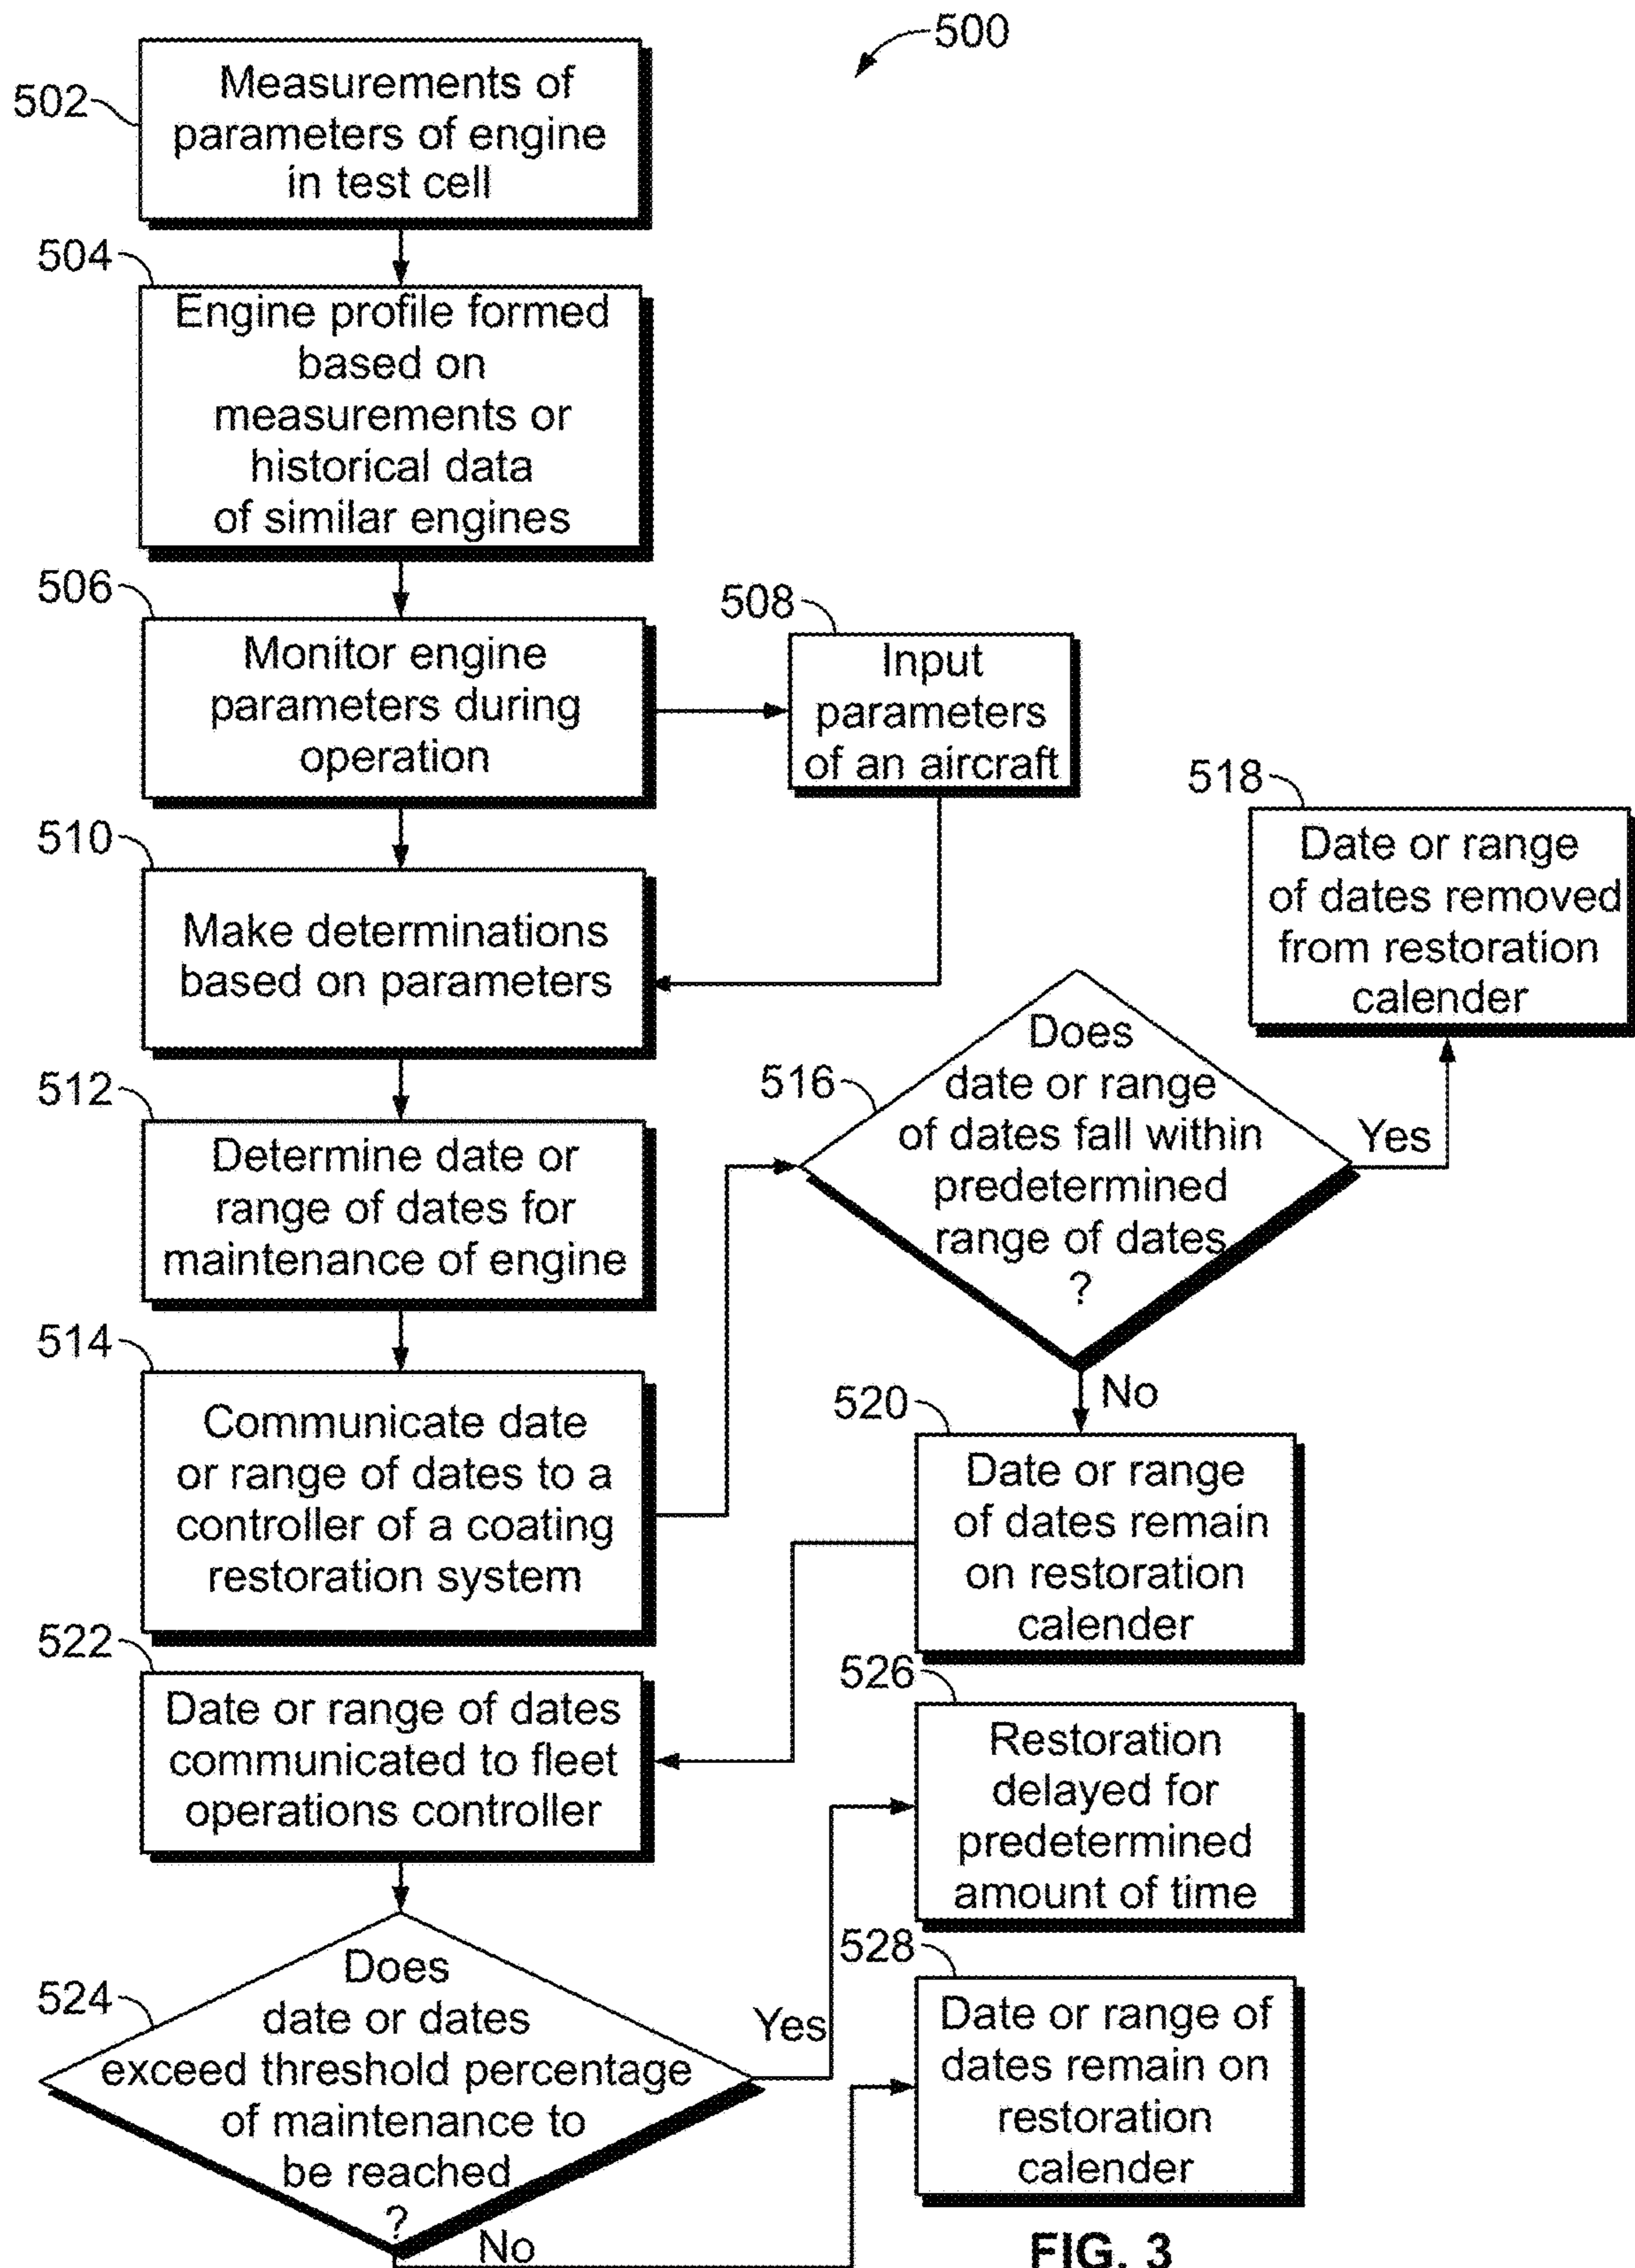 500
502
Measurements of
parameters of engine
in test cell
504
Engine profile formed
based on
measurements or
historical data
of similar engines
506
Monitor engine
parameters during
operation
508
Input
parameters
of an aircraft
510
Make determinations
based on parameters
512
Determine date or
range of dates for
maintenance of engine
514
Communicate date
or range of dates to a
controller of a coating
restoration system
516
Does
date or range
of dates fall within
predetermined
range of dates
?
Yes
518
Date or range
of dates removed
from restoration
calender
No
520
Date or range
of dates remain
on restoration
calender
522
Date or range of dates
communicated to fleet
operations controller
524
Does
date or dates
exceed threshold percentage
of maintenance to
be reached
?
Yes
526
Restoration
delayed for
predetermined
amount of time
No
528
Date or range of
dates remain on
restoration
calender
FIG. 3